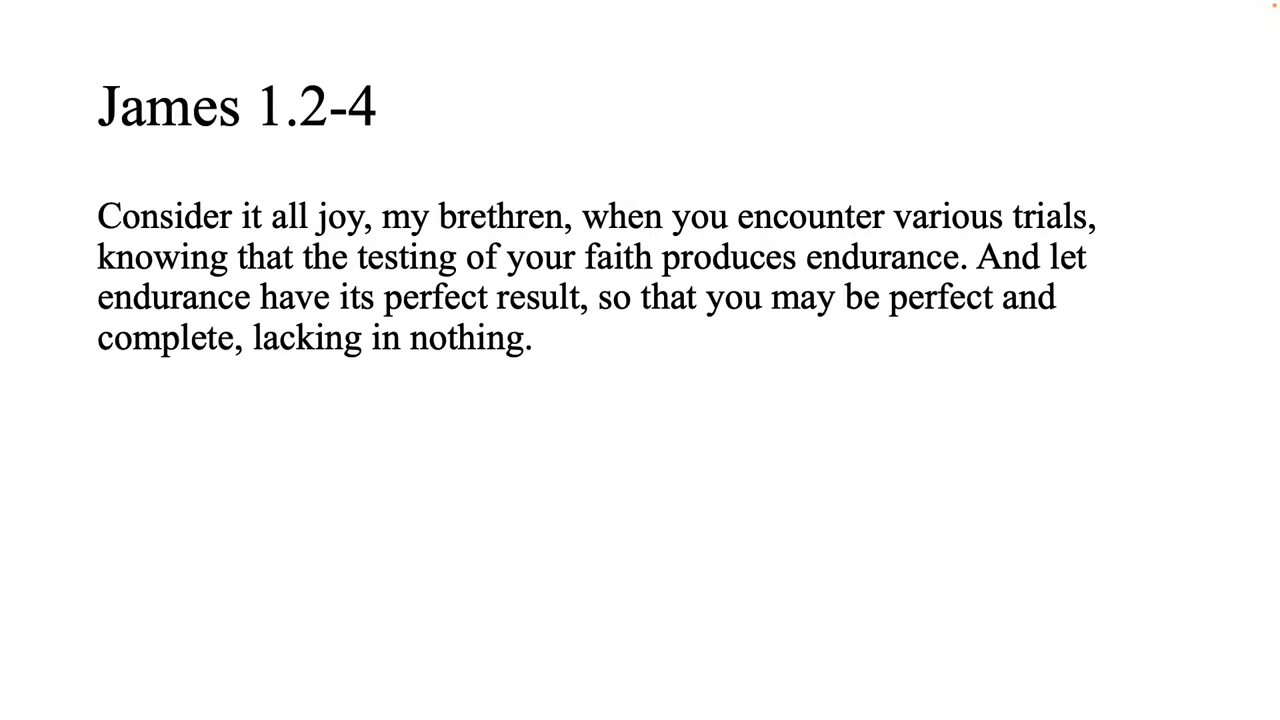 James 1.2-4
Consider it all joy, my brethren, when you encounter various trials,
knowing that the testing of your faith produces endurance. And let
endurance have its perfect result, so that you may be perfect and
complete, lacking in nothing.